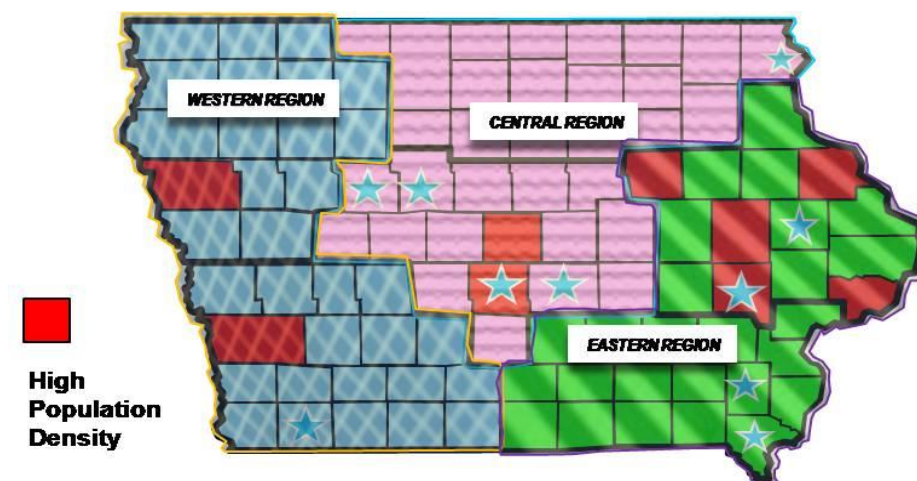 WESTERN REGION
CENTRAL REGION
EASTERN REGION
High
Population
Density